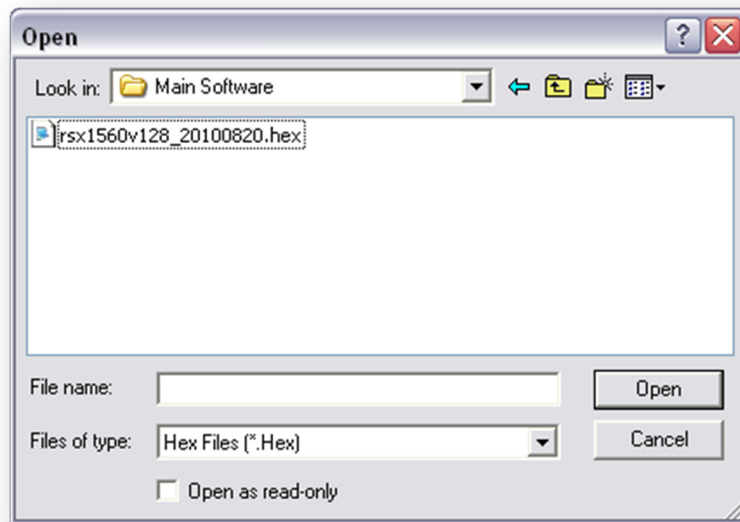 Open
Look in: Main Software
rsx1560v128_20100820.hex
File name: Open
Files of type: Hex Files (*.Hex) Cancel
Open as read-only